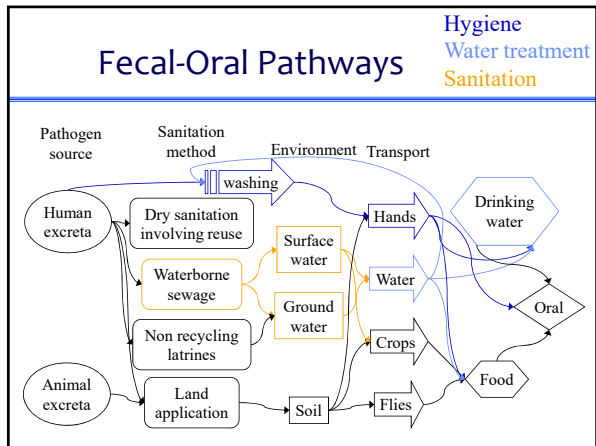 Fecal-Oral Pathways
Hygiene
Water treatment
Sanitation
Pathogen
source
Sanitation
method
Environment
Transport
washing
Human
excreta
Dry sanitation
involving reuse
Hands
Drinking
water
Surface
water
Waterborne
sewage
Water
Ground
water
Oral
Non recycling
latrines
Crops
Food
Animal
excreta
Land
application
Soil
Flies